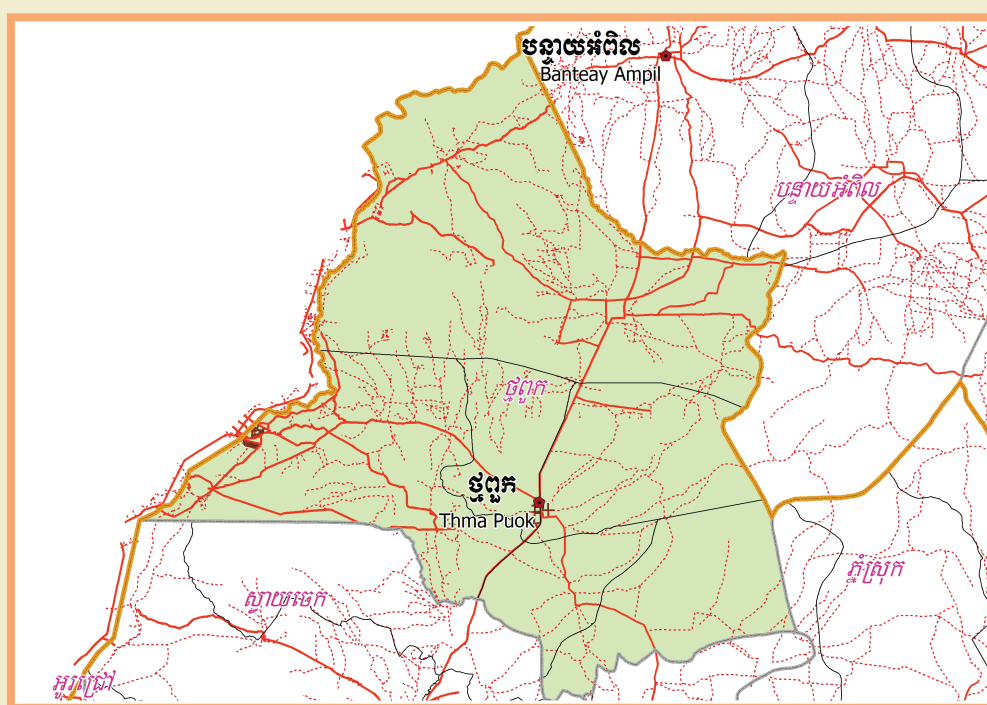 បន្ទាយអំពិល
Banteay Ampil
បន្ទាយអំពិល
ថ្មពួក
ថ្មពួក
Thma Puok
ភ្នំស្រុក
ស្វាយចេក
អូរជ្រៅ